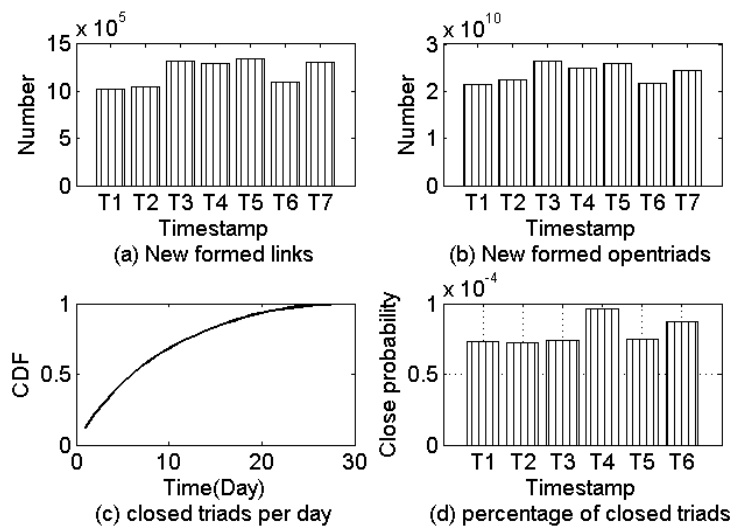 x 10^5
15
10
5
0
Number
T1 T2 T3 T4 T5 T6 T7
Timestamp
(a) New formed links
x 10^10
3
2
1
0
Number
T1 T2 T3 T4 T5 T6 T7
Timestamp
(b) New formed opentriads
1
0.5
0
CDF
0 10 20 30
Time(Day)
(c) closed triads per day
x 10^-4
1
0.5
0
Close probability
T1 T2 T3 T4 T5 T6
Timestamp
(d) percentage of closed triads